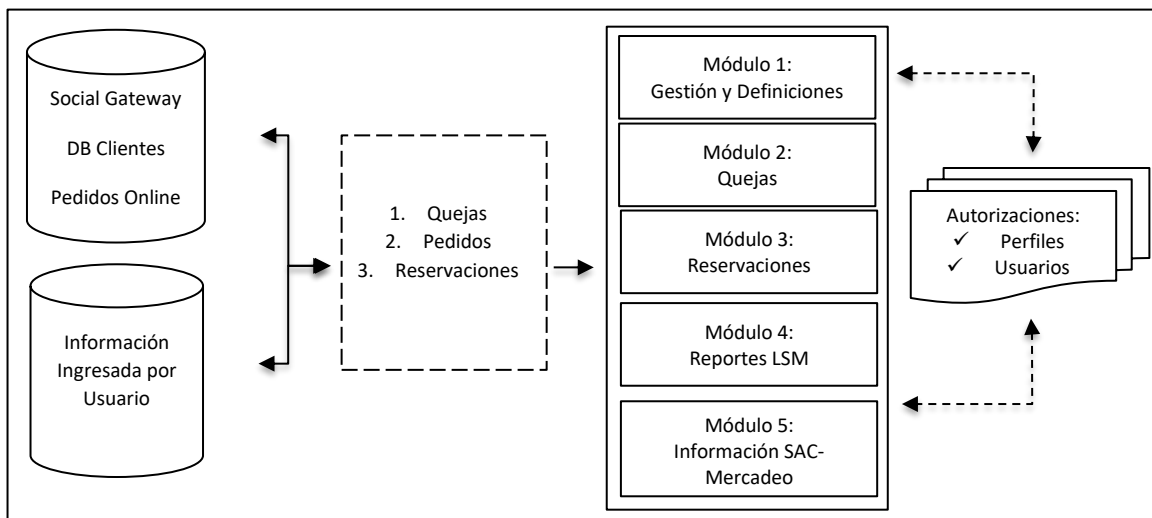 Social Gateway
DB Clientes
Pedidos Online
Información
Ingresada por
Usuario
1. Quejas
2. Pedidos
3. Reservaciones
Módulo 1:
Gestión y Definiciones
Módulo 2:
Quejas
Módulo 3:
Reservaciones
Módulo 4:
Reportes LSM
Módulo 5:
Información SAC-
Mercadeo
Autorizaciones:
✓ Perfiles
✓ Usuarios